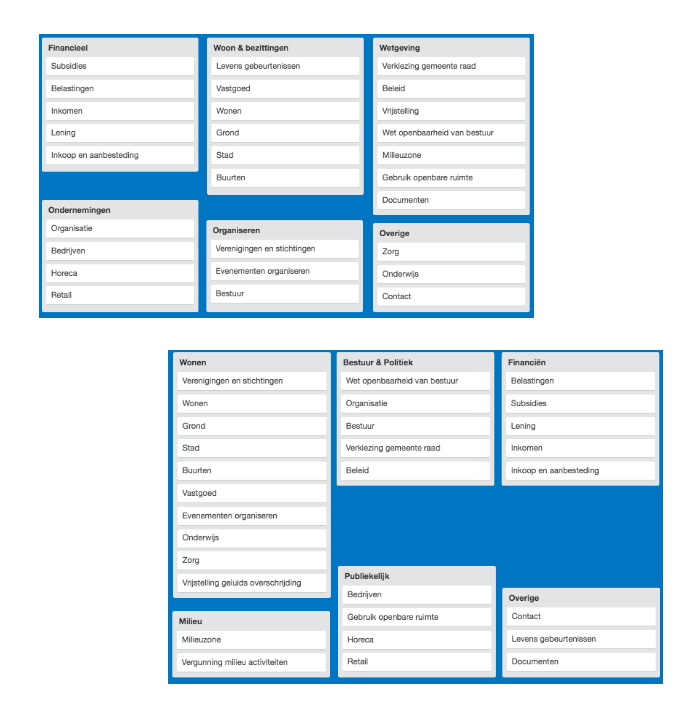 Financieel
Subsidies
Belastingen
Inkomen
Lening
Inkoop en aanbesteding
Ondernemingen
Organisatie
Bedrijven
Horeca
Retail
Woon & bezittingen
Levens gebeurtenissen
Vastgoed
Wonen
Grond
Stad
Buurten
Organiseren
Verenigingen en stichtingen
Evenementen organiseren
Bestuur
Wetgeving
Verkiezing gemeente raad
Beleid
Vrijstelling
Wet openbaarheid van bestuur
Milieuzone
Gebruik openbare ruimte
Documenten
Overige
Zorg
Onderwijs
Contact
Wonen
Verenigingen en stichtingen
Wonen
Grond
Stad
Buurten
Vastgoed
Evenementen organiseren
Onderwijs
Zorg
Vrijstelling geluids overschrijding
Milieu
Milieuzone
Vergunning milieu activiteiten
Bestuur & Politiek
Wet openbaarheid van bestuur
Organisatie
Bestuur
Verkiezing gemeente raad
Beleid
Publiekelijk
Bedrijven
Gebruik openbare ruimte
Horeca
Retail
Financiën
Belastingen
Subsidies
Lening
Inkomen
Inkoop en aanbesteding
Overige
Contact
Levens gebeurtenissen
Documenten